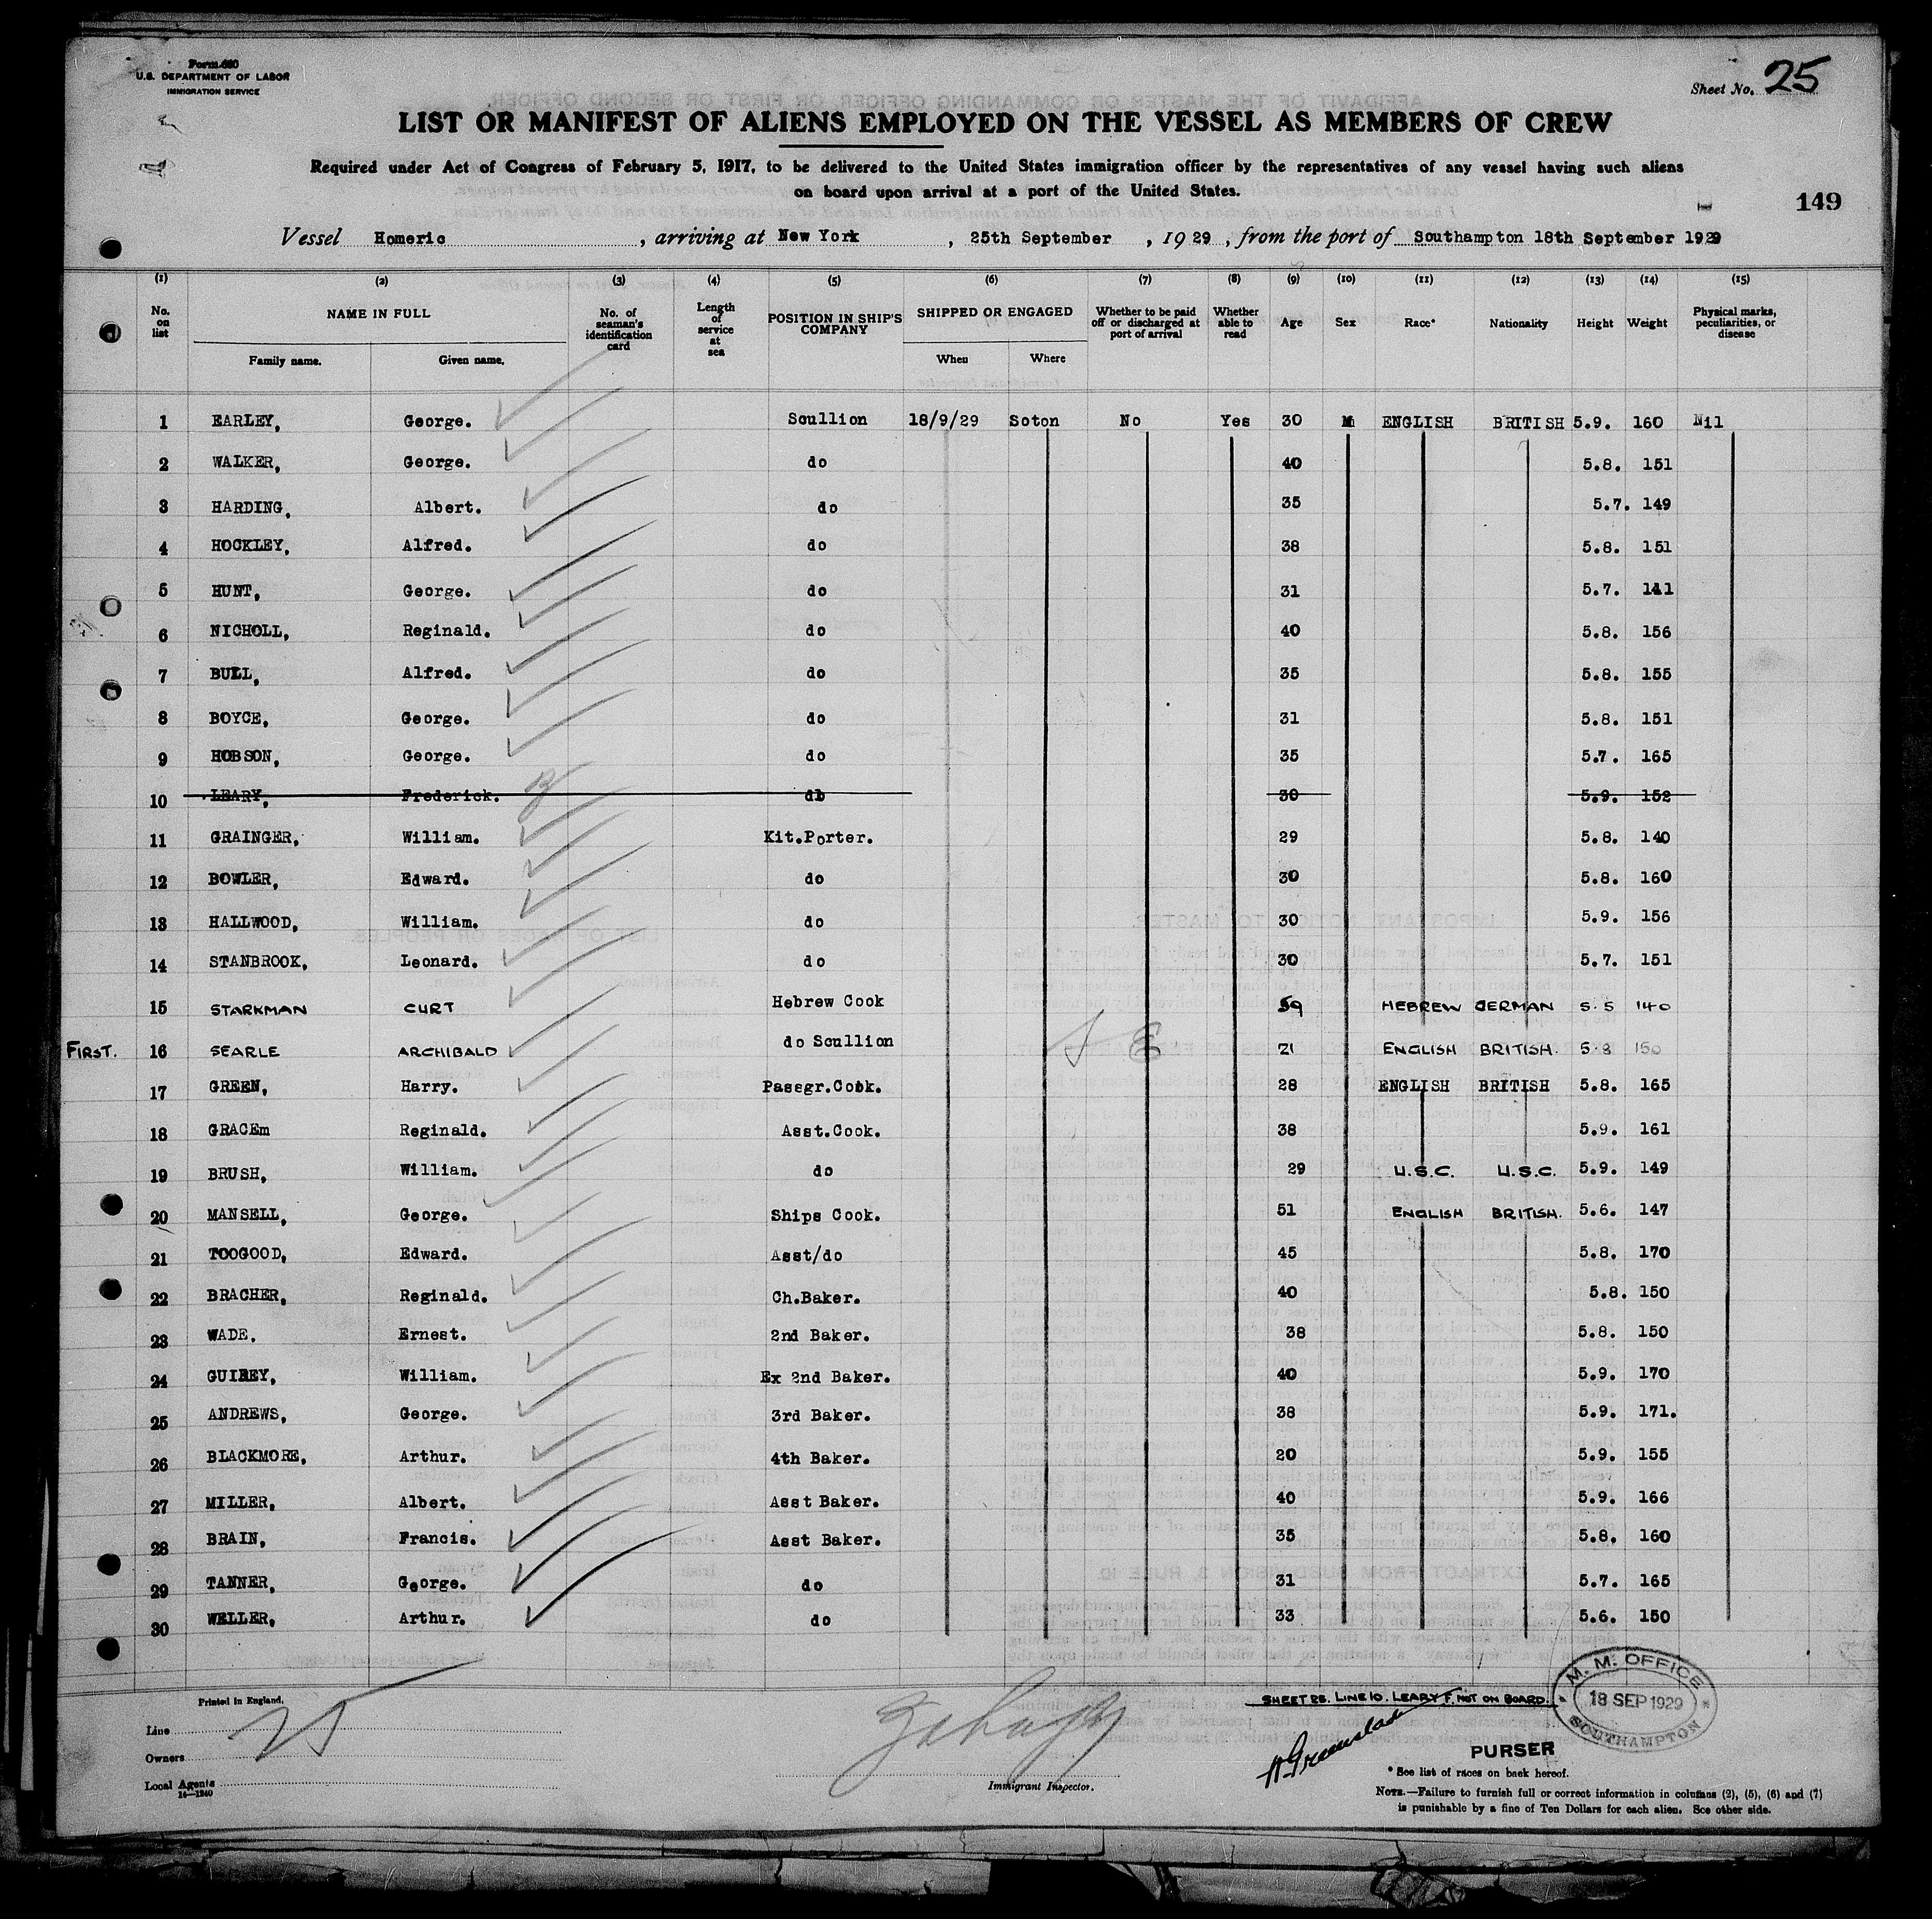 Form 680
U.S. DEPARTMENT OF LABOR
IMMIGRATION SERVICE
Sheet No. 25
LIST OR MANIFEST OF ALIENS EMPLOYED ON THE VESSEL AS MEMBERS OF CREW
Required under Act of Congress of February 5, 1917, to be delivered to the United States immigration officer by the representatives of any vessel having such aliens
on board upon arrival at a port of the United States.
149
Vessel Homeric, arriving at New York, 25th September, 1929, from the port of Southampton 18th September 1929
(1) (2) (3) (4) (5) (6) (7) (8) (9) (10) (11) (12) (13) (14) (15)
No. on list NAME IN FULL No. of seaman's identification card Length of service at sea POSITION IN SHIP'S COMPANY SHIPPED OR ENGAGED Whether to be paid off or discharged at port of arrival Whether able to read Age Sex Race* Nationality Height Weight Physical marks, peculiarities, or disease
Family name. Given name. When Where
1 EARLEY, George. Scullion 18/9/29 Soton No Yes 30 M ENGLISH BRITISH 5.9. 160 Nil
2 WALKER, George. do 40 5.8. 151
3 HARDING, Albert. do 35 5.7. 149
4 HOCKLEY, Alfred. do 38 5.8. 151
5 HUNT, George. do 31 5.7. 141
6 NICHOLL, Reginald. do 40 5.8. 156
7 BULL, Alfred. do 35 5.8. 155
8 BOYCE, George. do 31 5.8. 151
9 HOBSON, George. do 35 5.7. 165
10 LEARY, Frederick. do 30 5.9. 152
11 GRAINGER, William. Kit.Porter. 29 5.8. 140
12 BOWLER, Edward. do 30 5.8. 160
13 HALLWOOD, William. do 30 5.9. 156
14 STANBROOK, Leonard. do 30 5.7. 151
15 STARKMAN CURT Hebrew Cook 59 HEBREW GERMAN 5.5 140
FIRST. 16 SEARLE ARCHIBALD do Scullion 21 ENGLISH BRITISH. 5.8 150
17 GREEN, Harry. Passgr.Cook. 28 ENGLISH BRITISH 5.8. 165
18 GRACEm Reginald. Asst.Cook. 38 5.9. 161
19 BRUSH, William. do 29 U.S.C. U.S.C. 5.9. 149
20 MANSELL, George. Ships Cook. 51 ENGLISH BRITISH. 5.6. 147
21 TOOGOOD, Edward. Asst/do 45 5.8. 170
22 BRACHER, Reginald. Ch.Baker. 40 5.8. 150
23 WADE. Ernest. 2nd Baker. 38 5.8. 150
24 GUIREY, William. Ex 2nd Baker. 40 5.9. 170
25 ANDREWS, George. 3rd Baker. 38 5.9. 171.
26 BLACKMORE, Arthur. 4th Baker. 20 5.9. 155
27 MILLER, Albert. Asst Baker. 40 5.9. 166
28 BRAIN, Francis. Asst Baker. 35 5.8. 160
29 TANNER, George. do 31 5.7. 165
30 WELLER, Arthur. do 33 5.6. 150
Printed in England.
SHEET 25. LINE 10. LEARY F. NOT ON BOARD.
M. M. OFFICE
18 SEP 1929
SOUTHAMPTON
Line
Owners
Local Agents
14—1240
Immigrant Inspector.
PURSER
* See list of races on back hereof.
NOTE.—Failure to furnish full or correct information in columns (2), (5), (6) and (7)
is punishable by a fine of Ten Dollars for each alien. See other side.